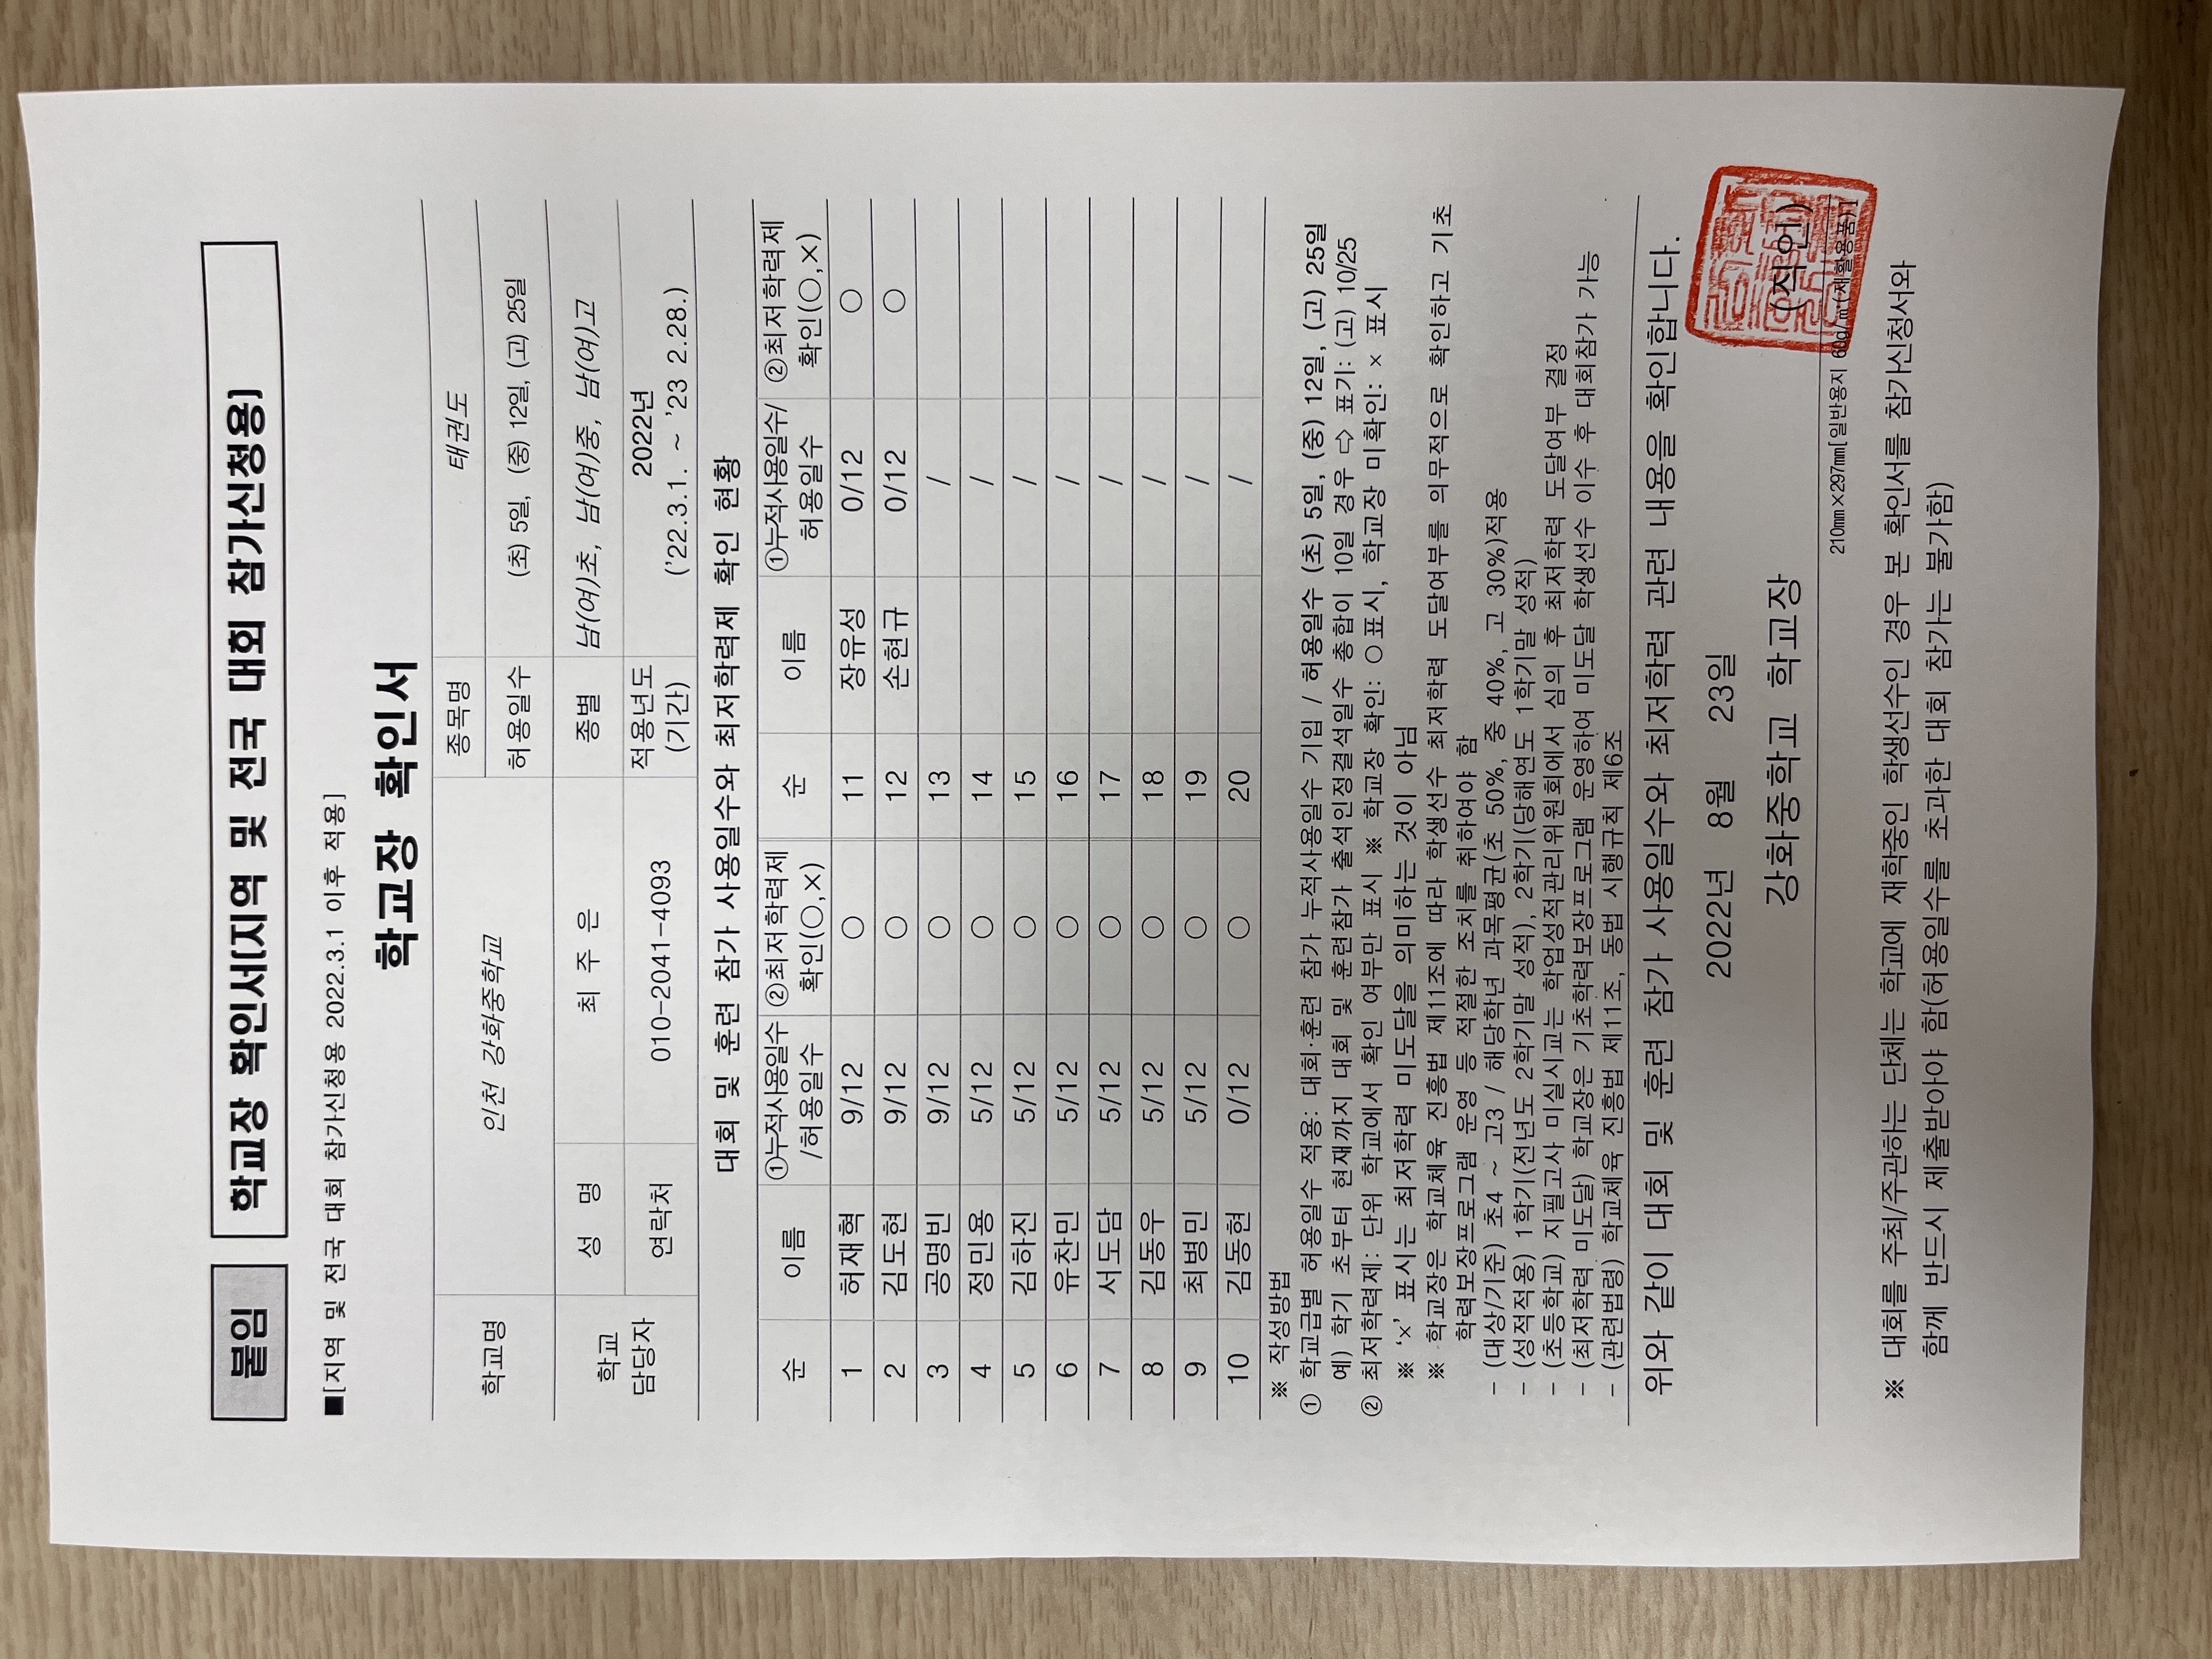 붙임
학교장 확인서[지역 및 전국 대회 참가신청용]
■[지역 및 전국 대회 참가신청용 2022.3.1 이후 적용]
학교장 확인서
학교명 인천 강화중학교 종목명 태권도
허용일수 (초) 5일, (중) 12일, (고) 25일
학교 담당자 성 명 최 주 은 종별 남(여)초, 남(여)중, 남(여)고
연락처 010-2041-4093 적용년도 (기간) 2022년
('22.3.1. ~ '23 2.28.)
대회 및 훈련 참가 사용일수와 최저학력제 확인 현황
순 이름 ①누적사용일수/허용일수 ②최저학력제 확인(○,×) 순 이름 ①누적사용일수/허용일수 ②최저학력제 확인(○,×)
1 허재혁 9/12 ○ 11 장유성 0/12 ○
2 김도현 9/12 ○ 12 손현규 0/12 ○
3 공명빈 9/12 ○ 13 /
4 정민용 5/12 ○ 14 /
5 김하진 5/12 ○ 15 /
6 유찬민 5/12 ○ 16 /
7 서도담 5/12 ○ 17 /
8 김동우 5/12 ○ 18 /
9 최병민 5/12 ○ 19 /
10 김동현 0/12 ○ 20 /
※ 작성방법
① 학교급별 허용일수 적용: 대회·훈련 참가 누적사용일수 기입 / 허용일수 (초) 5일, (중) 12일, (고) 25일
예) 학기 초부터 현재까지 대회 및 훈련참가 출석인정결석일수 총합이 10일 경우 ⇨ 표기: (고) 10/25
② 최저학력제: 단위 학교에서 확인 여부만 표시 ※ 학교장 확인: ○표시, 학교장 미확인: × 표시
※ '×' 표시는 최저학력 미도달을 의미하는 것이 아님
※ 학교장은 학교체육 진흥법 제11조에 따라 학생선수 최저학력 도달여부를 의무적으로 확인하고 기초
학력보장프로그램 운영 등 적절한 조치를 취하여야 함
- (대상/기준) 초4 ~ 고3 / 해당학년 과목평균(초 50%, 중 40%, 고 30%)적용
- (성적적용) 1학기(전년도 2학기말 성적), 2학기(당해연도 1학기말 성적)
- (초등학교) 지필고사 미실시교는 학업성적관리위원회에서 심의 후 최저학력 도달여부 결정
- (최저학력 미도달) 학교장은 기초학력보장프로그램 운영하여 미도달 학생선수 이수 후 대회참가 가능
- (관련법령) 학교체육 진흥법 제11조, 동법 시행규칙 제6조
위와 같이 대회 및 훈련 참가 사용일수와 최저학력 관련 내용을 확인합니다.
2022년 8월 23일
강화중학교 학교장 (직인)
210mm×297mm[일반용지 60g/㎡(재활용품)]
※ 대회를 주최/주관하는 단체는 학교에 재학중인 학생선수인 경우 본 확인서를 참가신청서와
함께 반드시 제출받아야 함(허용일수를 초과한 대회 참가는 불가함)